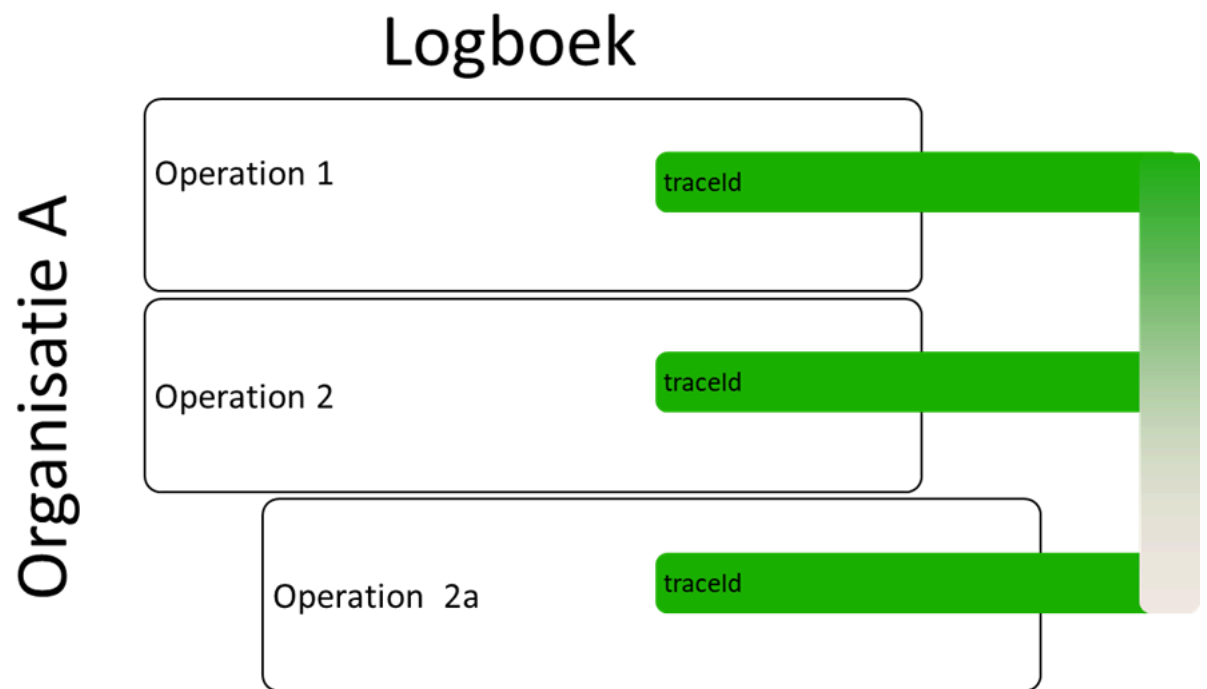 Logboek
Organisatie A
Operation 1
traceId
Operation 2
traceId
Operation 2a
traceId